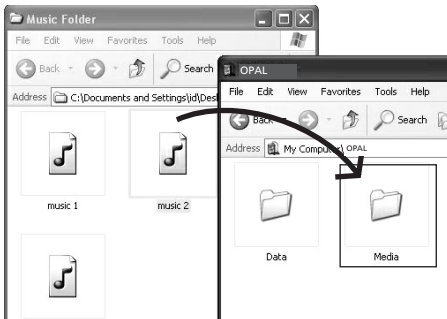 Music Folder
File Edit View Favorites Tools Help
Back Search
Address C:\Documents and Settings\id\Des
music 1 music 2
OPAL
File Edit View Favorites Tools Help
Back Search
Address My Computer\ OPAL
Data Media